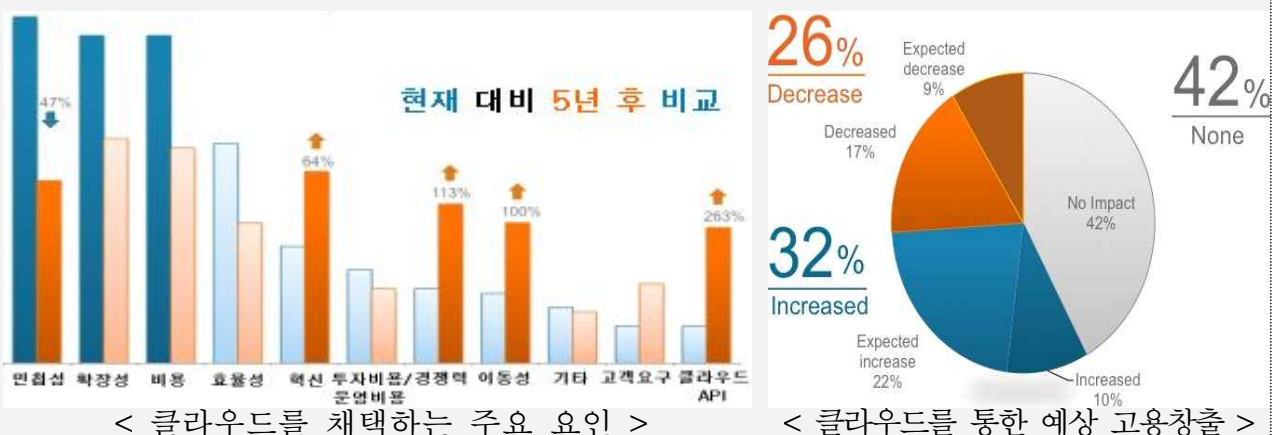 현재 대비 5년 후 비교
47%
64%
113%
100%
263%
민첩성 확장성 비용 효율성 혁신 투자비용/운영비용 경쟁력 이동성 기타 고객요구 클라우드 API
< 클라우드를 채택하는 주요 요인 >
26%
Decrease
Expected
decrease
9%
Decreased
17%
42%
None
No Impact
42%
32%
Increased
Expected
increase
22%
Increased
10%
< 클라우드를 통한 예상 고용창출 >